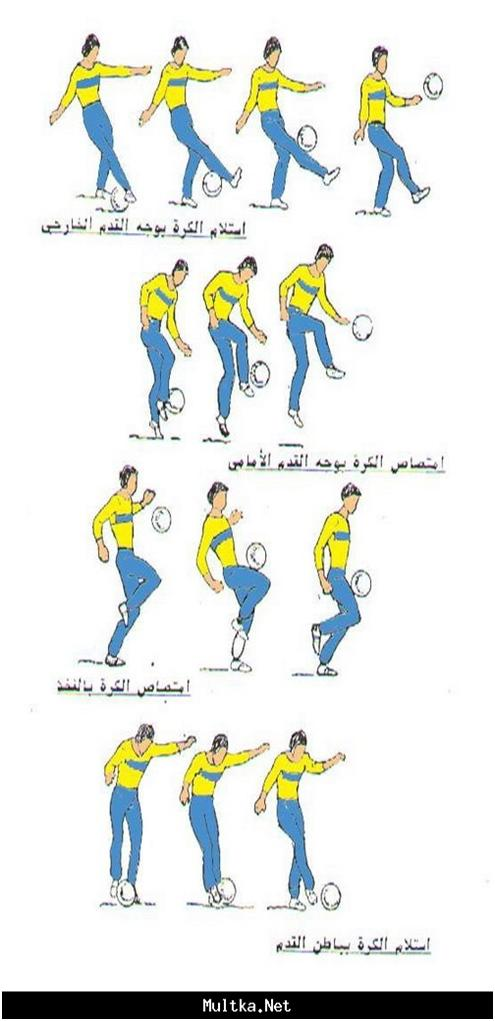 استلام الكرة بوجه القدم الخارجي
امتصاص الكرة بوجه القدم الأمامي
امتصاص الكرة بالفخذ
استلام الكرة بباطن القدم
Multka.Net